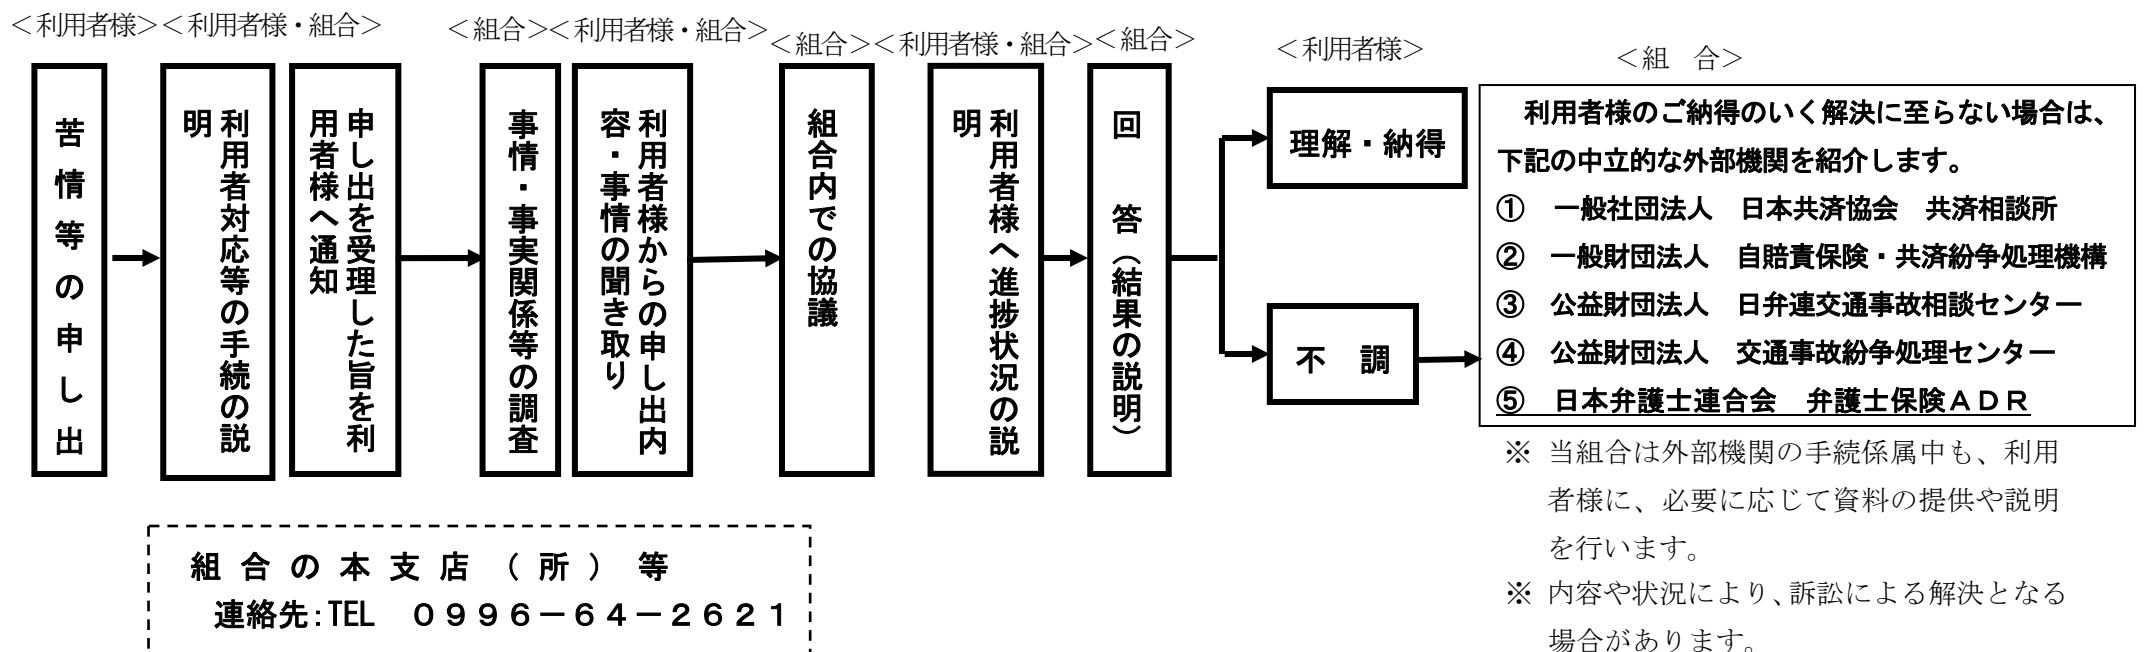 ＜利用者様＞＜利用者様・組合＞
＜組合＞＜利用者様・組合＞
＜組合＞＜利用者様・組合＞
＜組合＞
＜利用者様＞
＜組　合＞
苦情等の申し出
利用者対応等の手続の説
明
申し出を受理した旨を利
用者様へ通知
事情・事実関係等の調査
利用者様からの申し出内
容・事情の聞き取り
組合内での協議
利用者様へ進捗状況の説
明
回　答（結果の説明）
理解・納得
不　調
利用者様のご納得のいく解決に至らない場合は、
下記の中立的な外部機関を紹介します。
①　一般社団法人　日本共済協会　共済相談所
②　一般財団法人　自賠責保険・共済紛争処理機構
③　公益財団法人　日弁連交通事故相談センター
④　公益財団法人　交通事故紛争処理センター
⑤　日本弁護士連合会　弁護士保険ＡＤＲ
※ 当組合は外部機関の手続係属中も、利用
者様に、必要に応じて資料の提供や説明
を行います。
※ 内容や状況により、訴訟による解決となる
場合があります。
組合の本支店（所）等
連絡先:TEL　０９９６－６４－２６２１